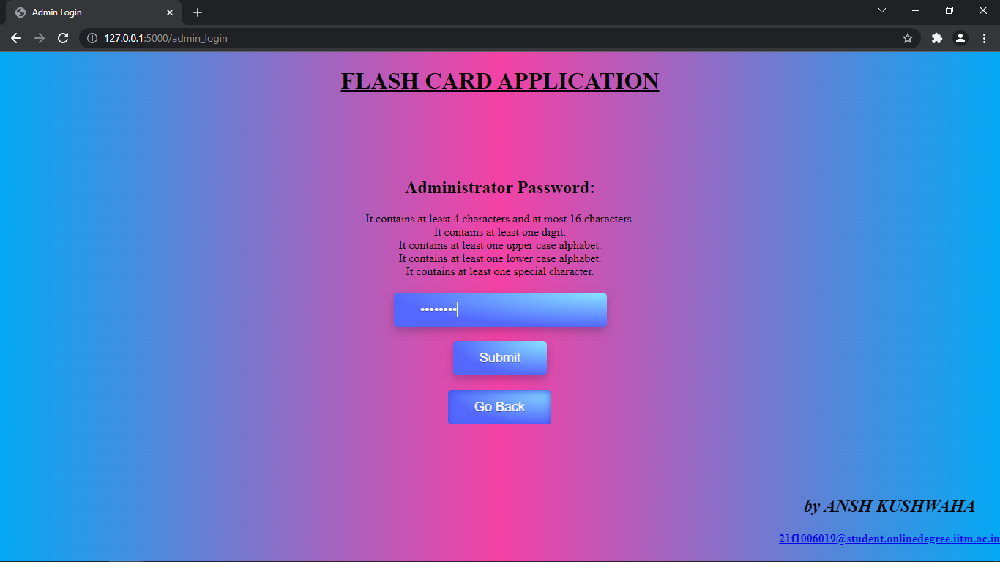 Admin Login
127.0.0.1:5000/admin_login
FLASH CARD APPLICATION
Administrator Password:
It contains at least 4 characters and at most 16 characters.
It contains at least one digit.
It contains at least one upper case alphabet.
It contains at least one lower case alphabet.
It contains at least one special character.
••••••••
Submit
Go Back
by ANSH KUSHWAHA
21f1006019@student.onlinedegree.iitm.ac.in